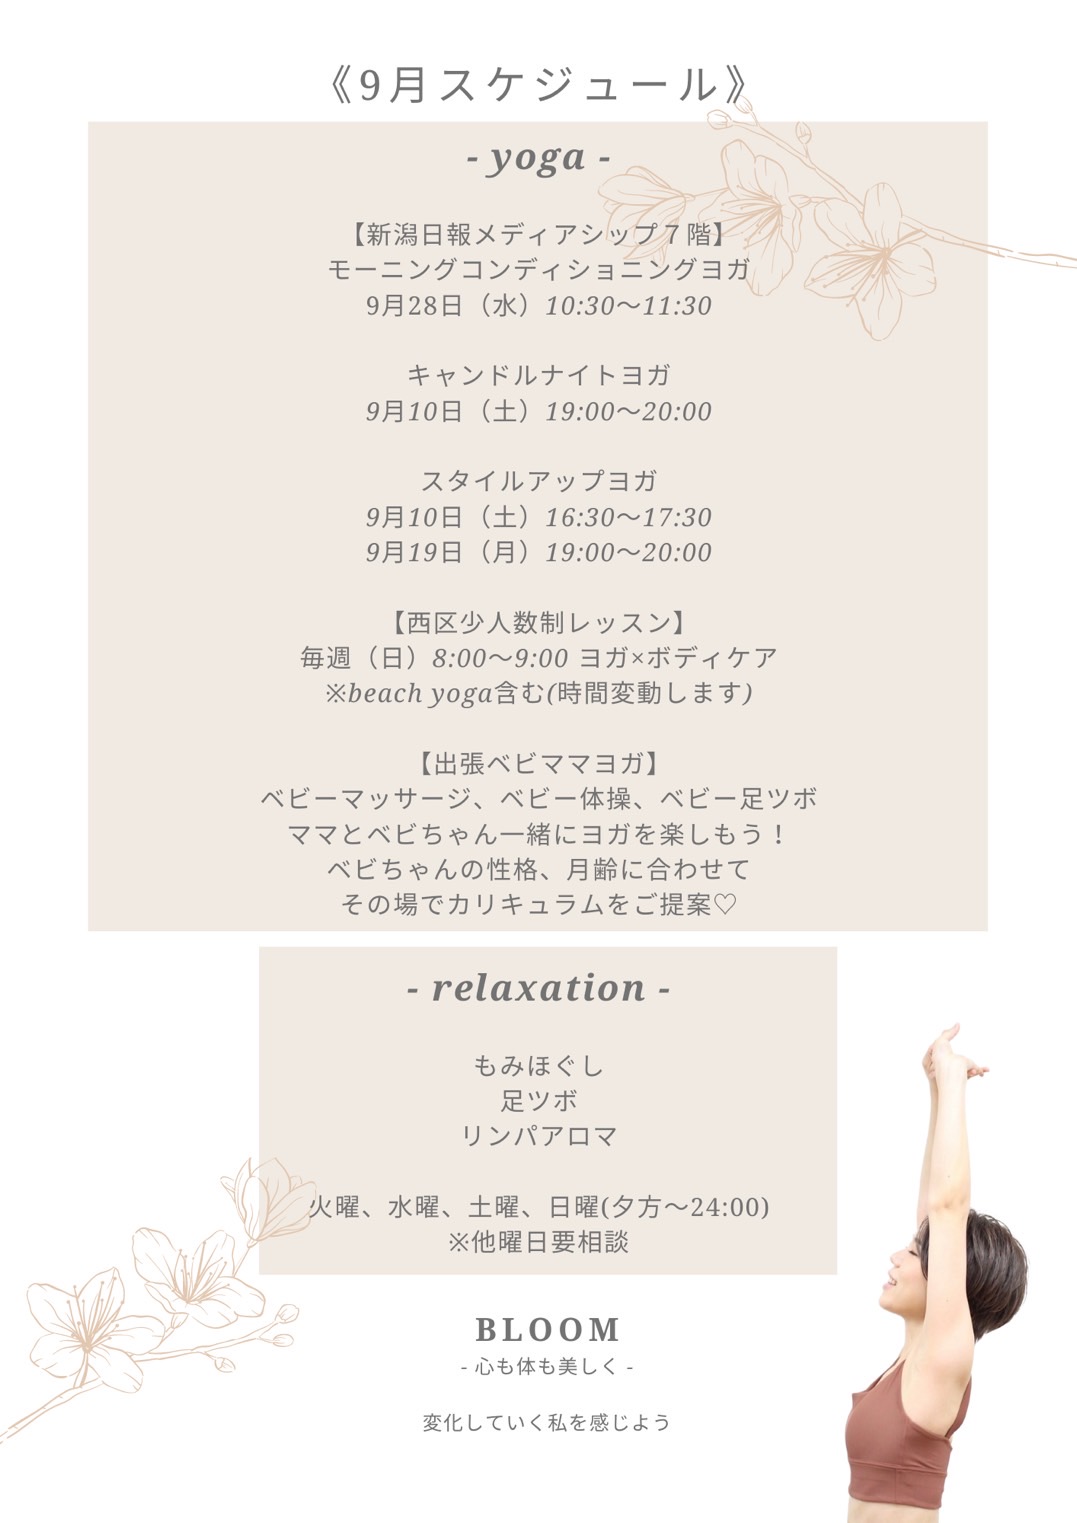 《9月スケジュール》
- yoga -
【新潟日報メディアシップ７階】
モーニングコンディショニングヨガ
9月28日（水）10:30〜11:30
キャンドルナイトヨガ
9月10日（土）19:00〜20:00
スタイルアップヨガ
9月10日（土）16:30〜17:30
9月19日（月）19:00〜20:00
【西区少人数制レッスン】
毎週（日）8:00〜9:00 ヨガ×ボディケア
※beach yoga含む(時間変動します)
【出張ベビママヨガ】
ベビーマッサージ、ベビー体操、ベビー足ツボ
ママとベビちゃん一緒にヨガを楽しもう！
ベビちゃんの性格、月齢に合わせて
その場でカリキュラムをご提案♡
- relaxation -
もみほぐし
足ツボ
リンパアロマ
火曜、水曜、土曜、日曜(夕方〜24:00)
※他曜日要相談
BLOOM
- 心も体も美しく -
変化していく私を感じよう